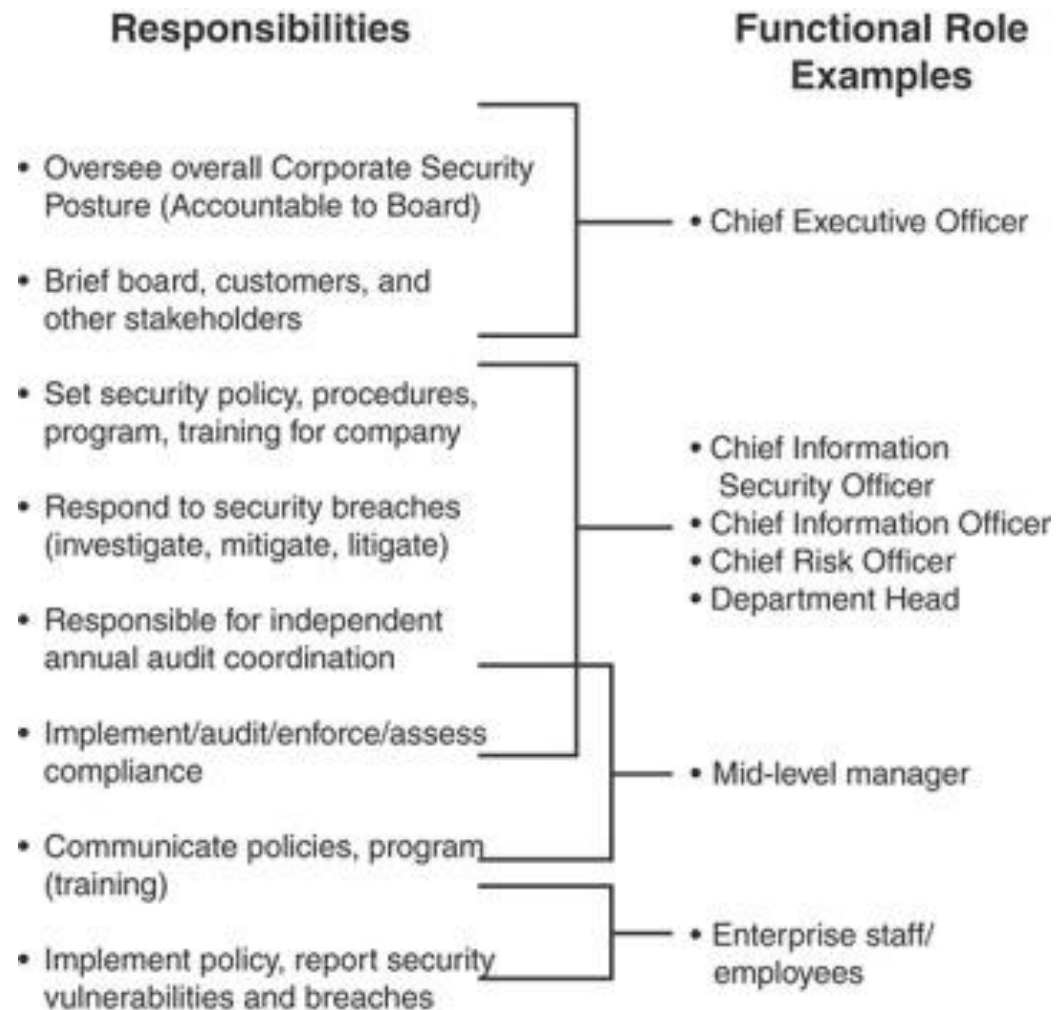 Responsibilities
Functional Role
Examples
• Oversee overall Corporate Security
Posture (Accountable to Board)
• Brief board, customers, and
other stakeholders
• Set security policy, procedures,
program, training for company
• Respond to security breaches
(investigate, mitigate, litigate)
• Responsible for independent
annual audit coordination
• Implement/audit/enforce/assess
compliance
• Communicate policies, program
(training)
• Implement policy, report security
vulnerabilities and breaches
• Chief Executive Officer
• Chief Information
Security Officer
• Chief Information Officer
• Chief Risk Officer
• Department Head
• Mid-level manager
• Enterprise staff/
employees